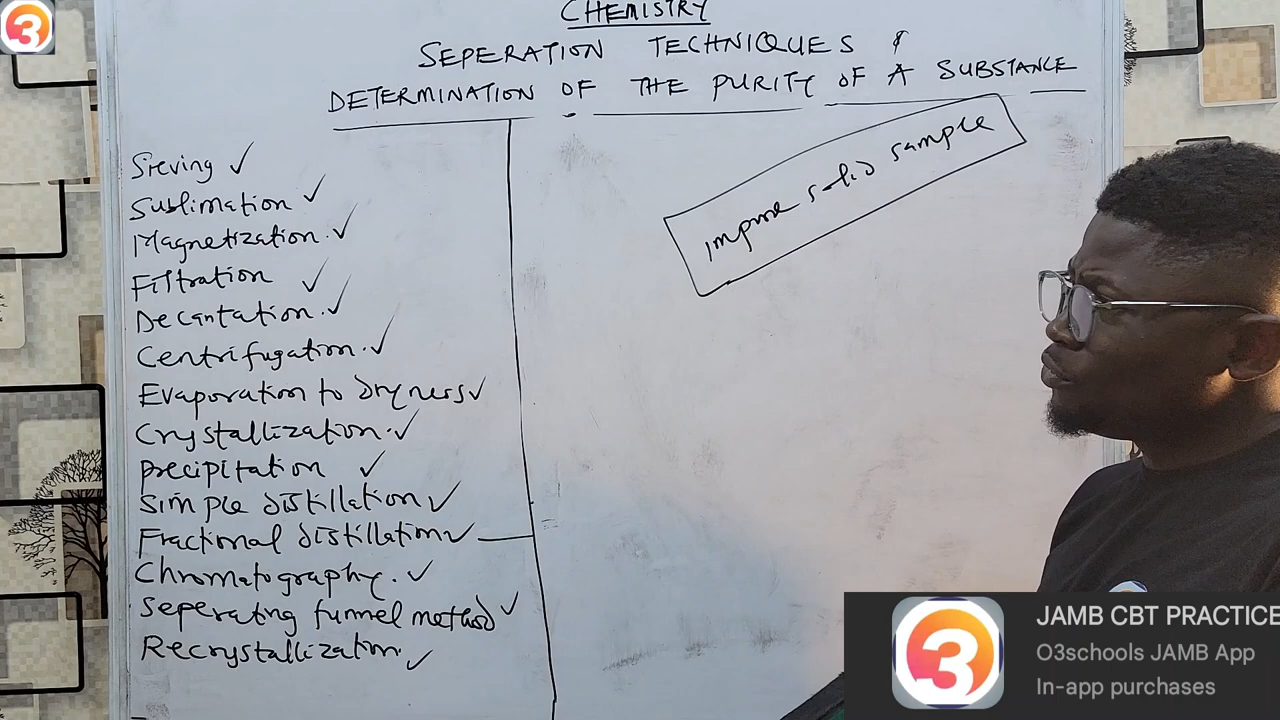 3
CHEMISTRY
SEPERATION TECHNIQUES &
DETERMINATION OF THE PURITY OF A SUBSTANCE
Sieving ✓
Sublimation ✓
Magnetization. ✓
Filtration ✓
Decantation. ✓
Centrifugation. ✓
Evaporation to dryness ✓
Crystallization. ✓
precipitation ✓
Simple distillation ✓
Fractional distillation ✓
Chromatography. ✓
Seperating funnel method ✓
Recrystallization. ✓
impure solid sample
3
JAMB CBT PRACTICE
O3schools JAMB App
In-app purchases